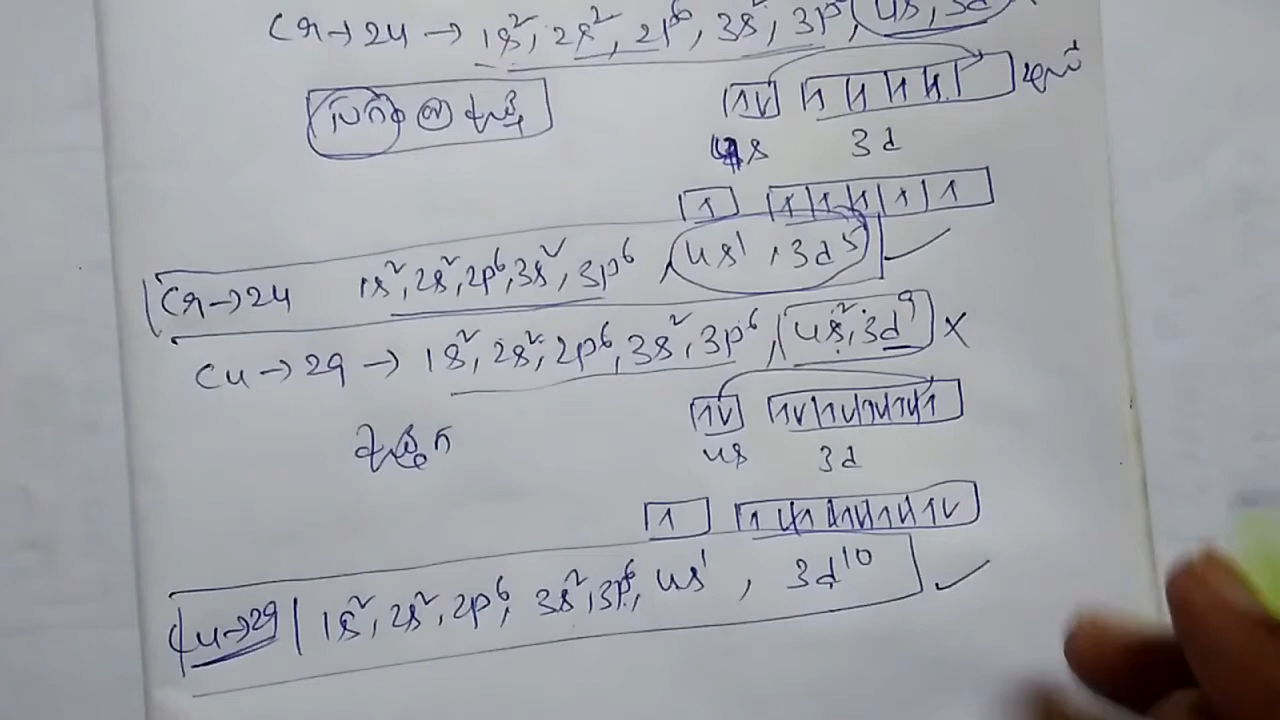 Cr→24 → 1s², 2s², 2p⁶, 3s², 3p⁶, 4s, 3d
4s 3d
Cr→24 1s², 2s², 2p⁶, 3s², 3p⁶, 4s¹, 3d⁵ ✓
Cu→29 → 1s², 2s², 2p⁶, 3s², 3p⁶, 4s², 3d⁹ X
4s 3d
Cu→29 | 1s², 2s², 2p⁶, 3s², 3p⁶, 4s¹, 3d¹⁰ ✓